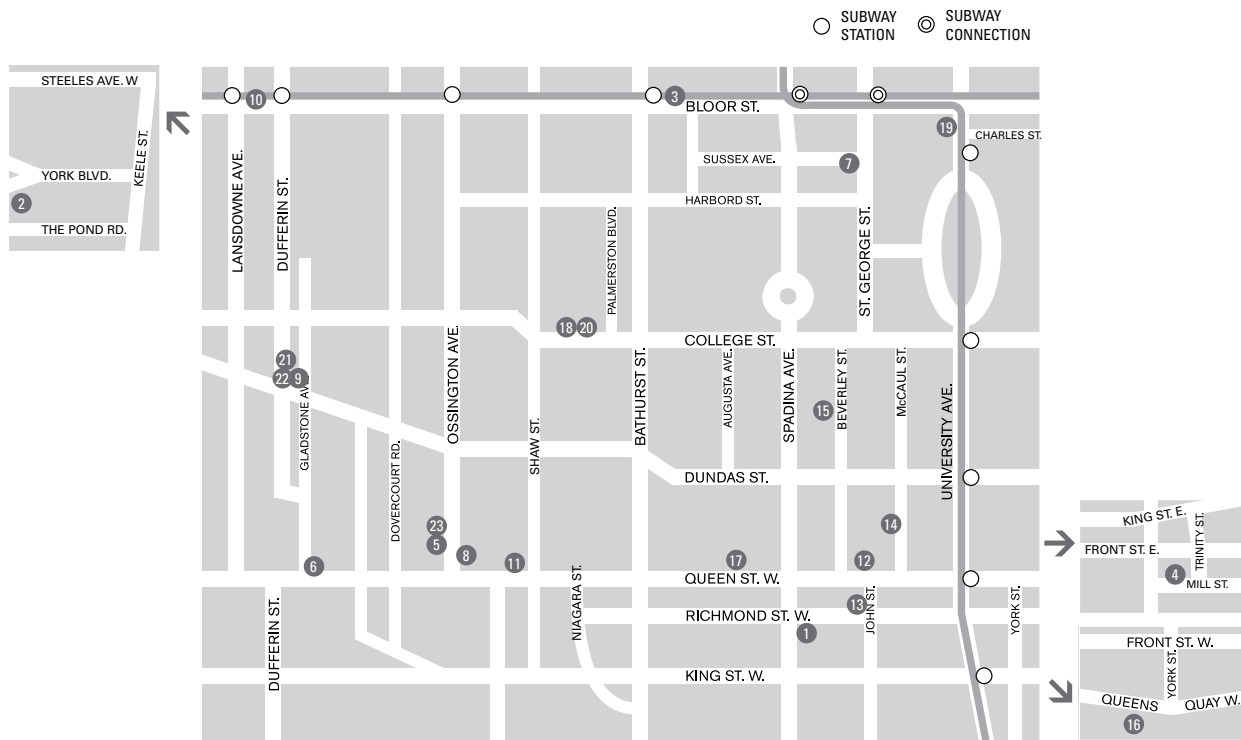 SUBWAY
STATION
SUBWAY
CONNECTION
STEELES AVE. W
KEELE ST.
YORK BLVD.
2
THE POND RD.
10
3
BLOOR ST.
19
CHARLES ST.
SUSSEX AVE.
7
HARBORD ST.
LANSDOWNE AVE.
DUFFERIN ST.
PALMERSTON BLVD.
ST. GEORGE ST.
18
20
COLLEGE ST.
21
22
9
GLADSTONE AV
OSSINGTON AVE.
BATHURST ST.
AUGUSTA AVE.
SPADINA AVE.
BEVERLEY ST.
McCAUL ST.
15
UNIVERSITY AVE.
DOVERCOURT RD.
SHAW ST.
DUNDAS ST.
23
5
8
11
6
14
17
12
QUEEN ST. W.
NIAGARA ST.
13
JOHN ST.
RICHMOND ST. W.
1
YORK ST.
DUFFERIN ST.
KING ST. W.
KING ST. E.
TRINITY ST.
FRONT ST. E.
4
MILL ST.
FRONT ST. W.
YORK ST.
QUEENS QUAY W.
16